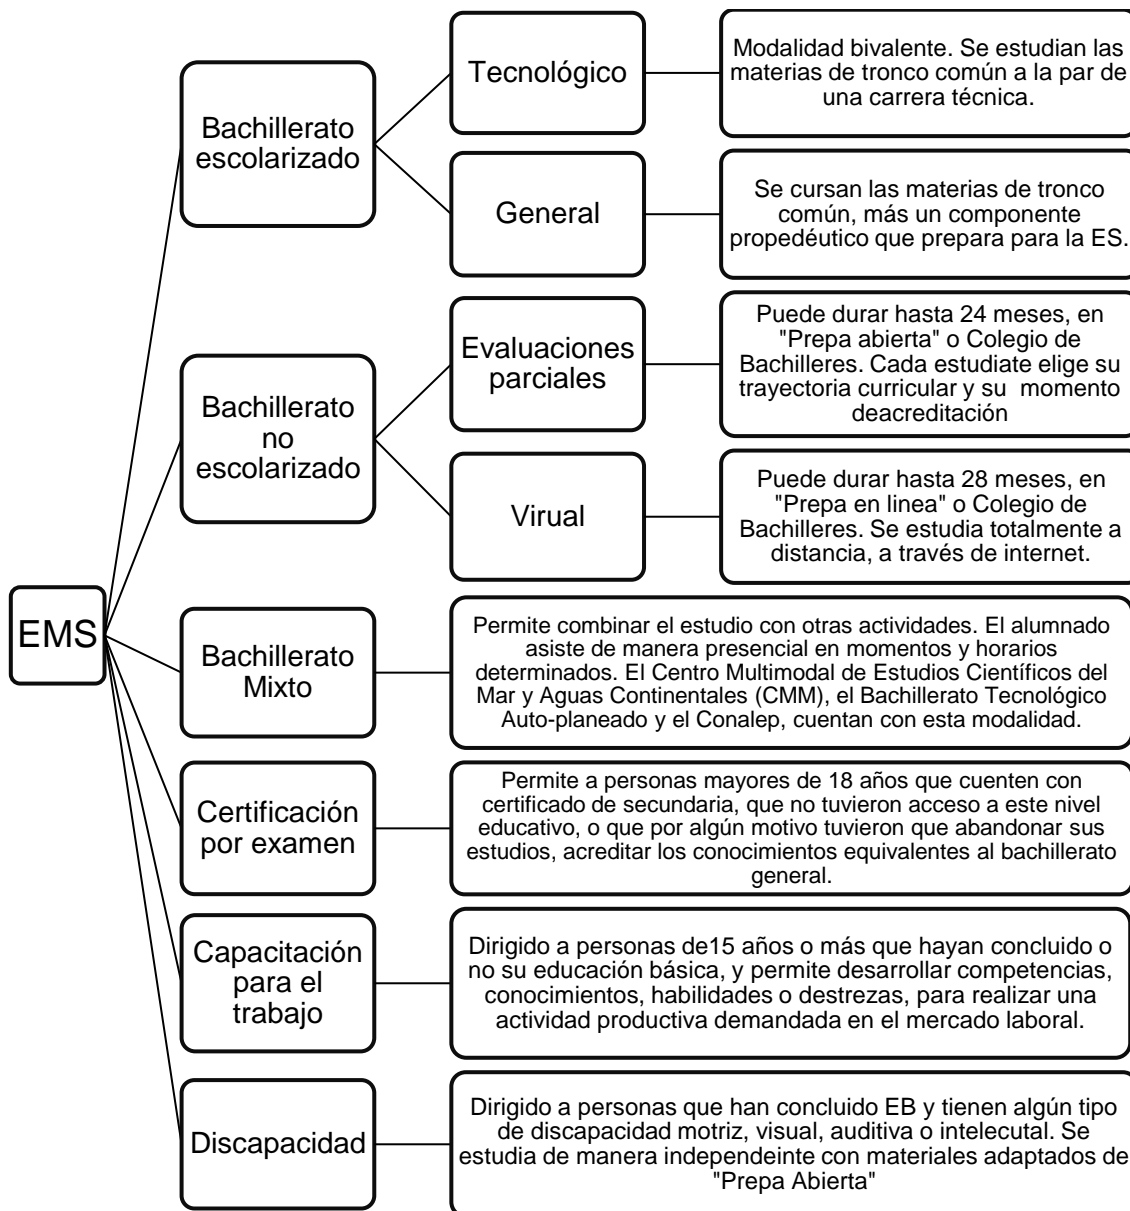 EMS
Bachillerato
escolarizado
Tecnológico
Modalidad bivalente. Se estudian las
materias de tronco común a la par de
una carrera técnica.
General
Se cursan las materias de tronco
común, más un componente
propedéutico que prepara para la ES.
Bachillerato
no
escolarizado
Evaluaciones
parciales
Puede durar hasta 24 meses, en
"Prepa abierta" o Colegio de
Bachilleres. Cada estudiate elige su
trayectoria curricular y su momento
deacreditación
Virual
Puede durar hasta 28 meses, en
"Prepa en linea" o Colegio de
Bachilleres. Se estudia totalmente a
distancia, a través de internet.
Bachillerato
Mixto
Permite combinar el estudio con otras actividades. El alumnado
asiste de manera presencial en momentos y horarios
determinados. El Centro Multimodal de Estudios Científicos del
Mar y Aguas Continentales (CMM), el Bachillerato Tecnológico
Auto-planeado y el Conalep, cuentan con esta modalidad.
Certificación
por examen
Permite a personas mayores de 18 años que cuenten con
certificado de secundaria, que no tuvieron acceso a este nivel
educativo, o que por algún motivo tuvieron que abandonar sus
estudios, acreditar los conocimientos equivalentes al bachillerato
general.
Capacitación
para el
trabajo
Dirigido a personas de15 años o más que hayan concluido o
no su educación básica, y permite desarrollar competencias,
conocimientos, habilidades o destrezas, para realizar una
actividad productiva demandada en el mercado laboral.
Discapacidad
Dirigido a personas que han concluido EB y tienen algún tipo
de discapacidad motriz, visual, auditiva o intelecutal. Se
estudia de manera independeinte con materiales adaptados de
"Prepa Abierta"